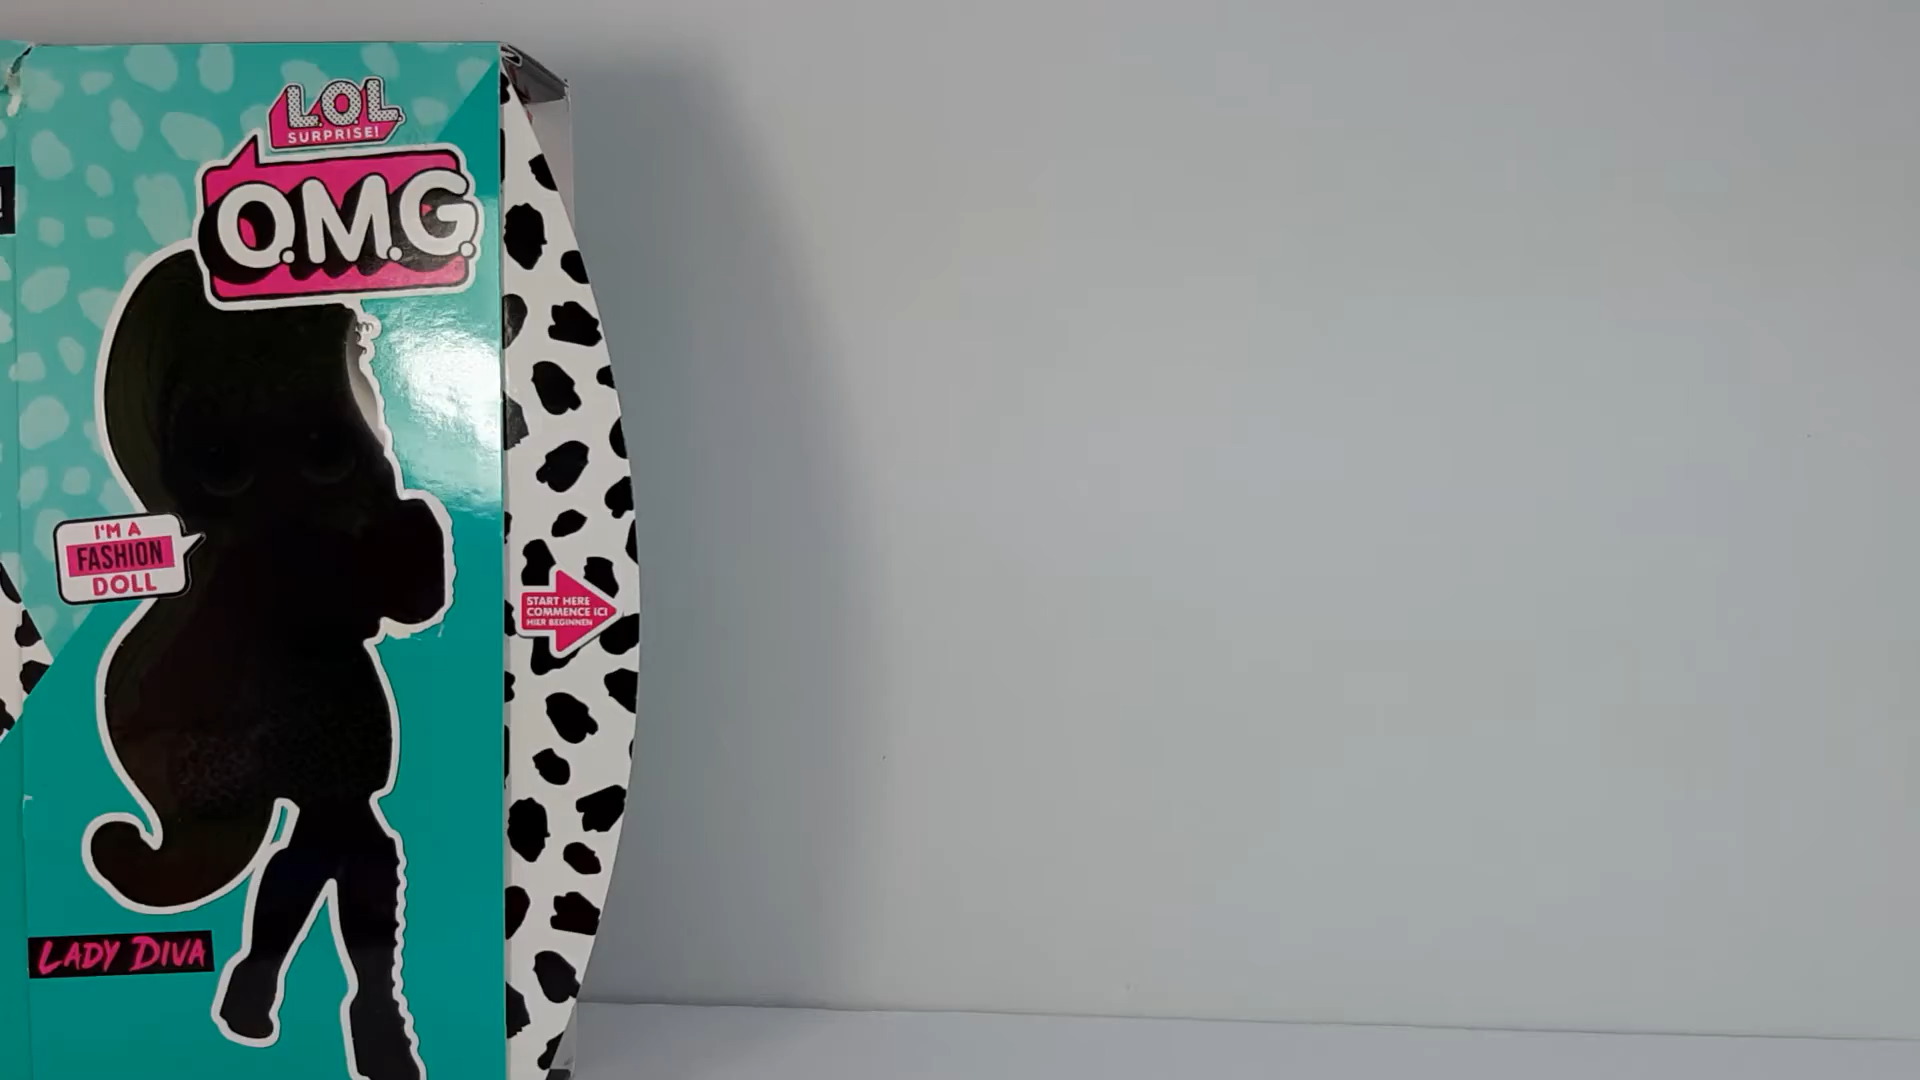 L.O.L.
SURPRISE!
O.M.G.
I'M A
FASHION
DOLL
START HERE
COMMENCE ICI
HIER BEGINNEN
LADY DIVA